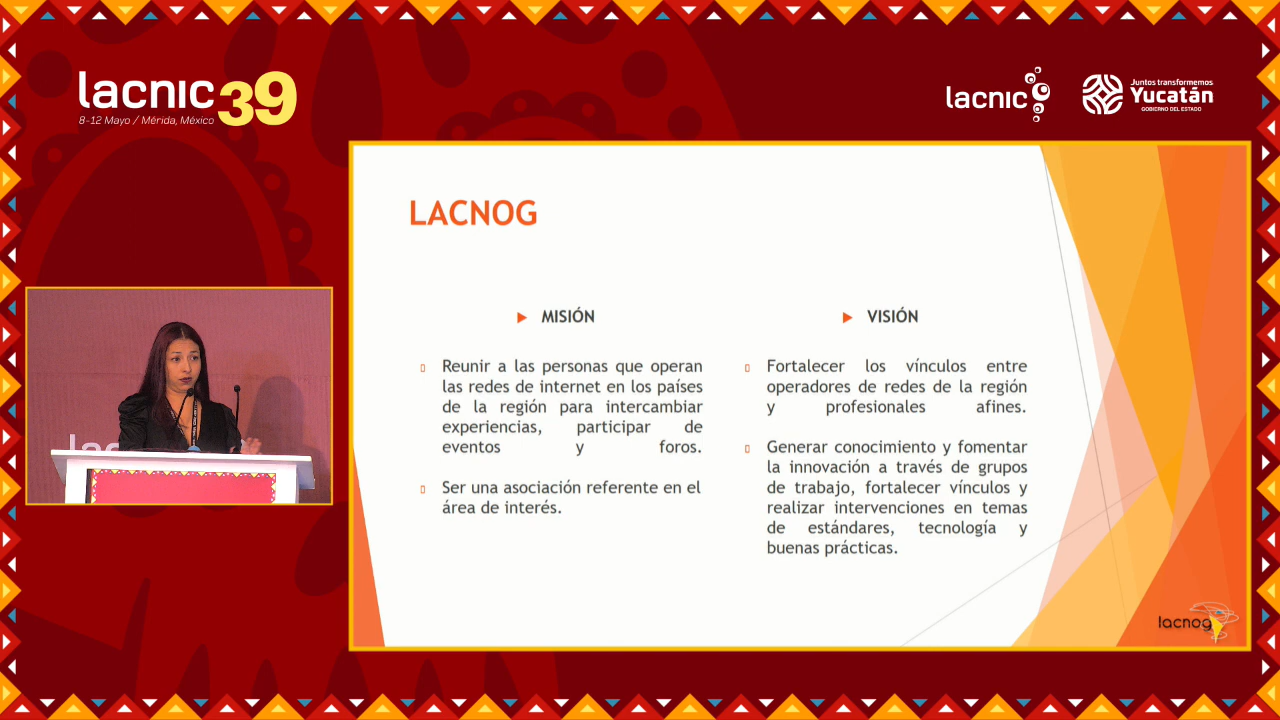 lacnic39
8-12 Mayo / Mérida, México
lacnic
Juntos transformemos
Yucatán
GOBIERNO DEL ESTADO
LACNOG
MISIÓN
Reunir a las personas que operan
las redes de internet en los países
de la región para intercambiar
experiencias, participar de
eventos y foros.
Ser una asociación referente en el
área de interés.
VISIÓN
Fortalecer los vínculos entre
operadores de redes de la región
y profesionales afines.
Generar conocimiento y fomentar
la innovación a través de grupos
de trabajo, fortalecer vínculos y
realizar intervenciones en temas
de estándares, tecnología y
buenas prácticas.
lacnog